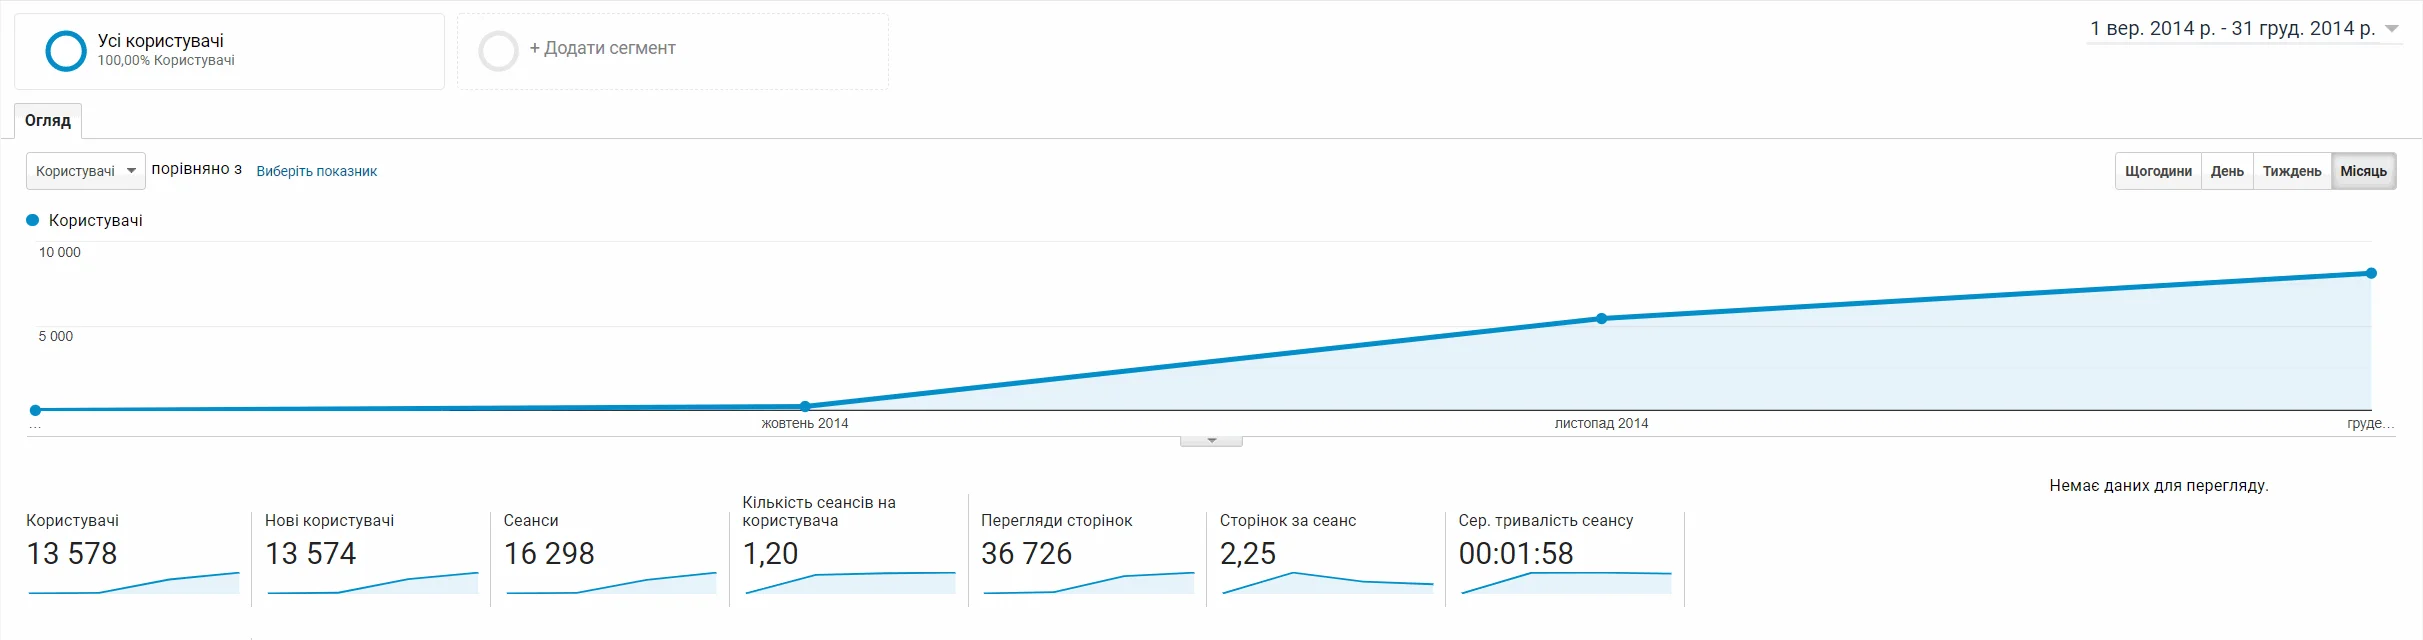 Усі користувачі
100,00% Користувачі
+ Додати сегмент
1 вер. 2014 р. - 31 груд. 2014 р.
Огляд
Користувачі порівняно з Виберіть показник
Щогодини День Тиждень Місяць
Користувачі
10 000
5 000
... жовтень 2014 листопад 2014 груде...
Немає даних для перегляду.
Користувачі
13 578
Нові користувачі
13 574
Сеанси
16 298
Кількість сеансів на
користувача
1,20
Перегляди сторінок
36 726
Сторінок за сеанс
2,25
Сер. тривалість сеансу
00:01:58